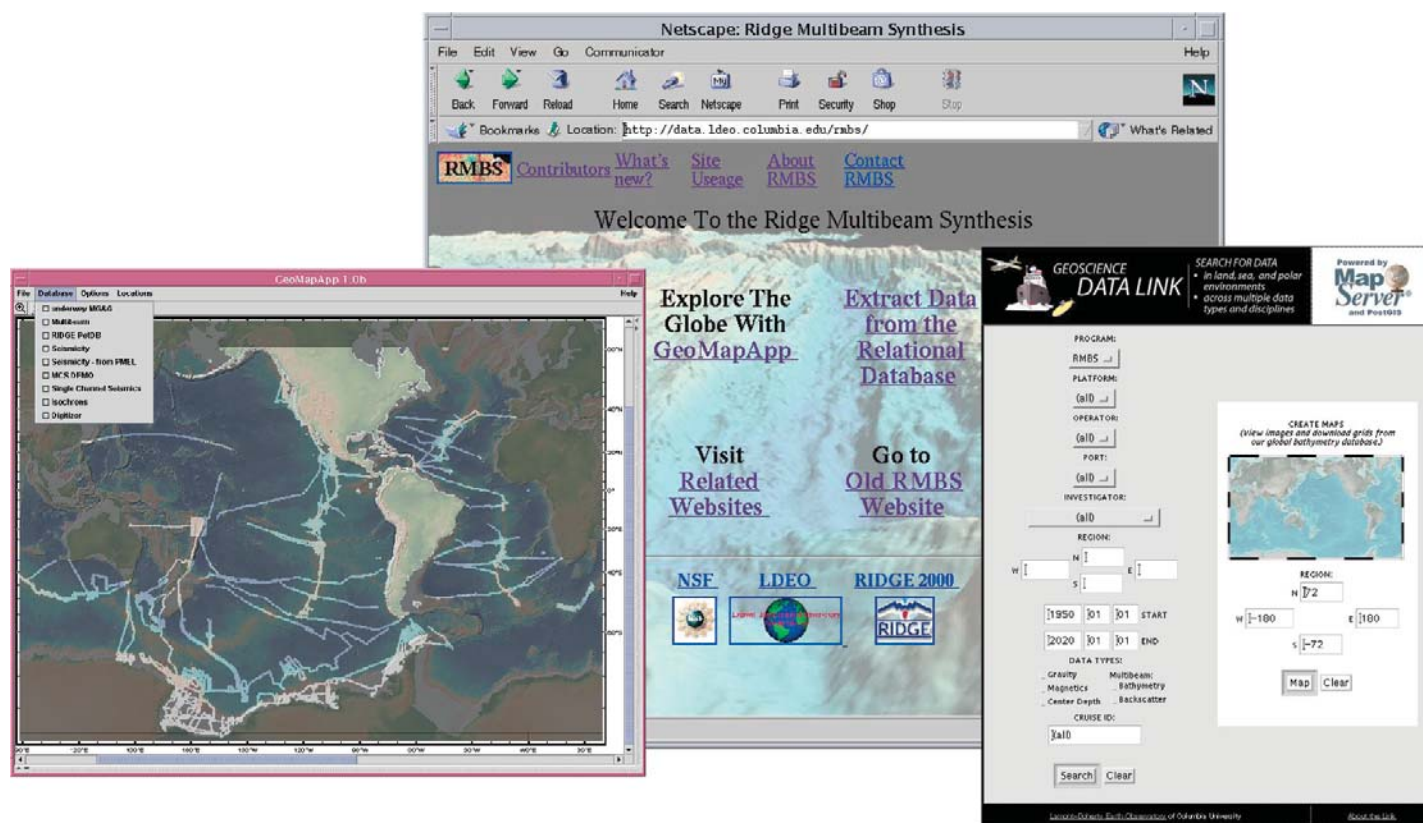 Netscape: Ridge Multibeam Synthesis
File Edit View Go Communicator Help
Back Forward Reload Home Search Netscape Print Security Shop Stop
Bookmarks Location: http://data.ldeo.columbia.edu/rmbs/ What's Related
RMBS Contributors What's new? Site Useage About RMBS Contact RMBS
Welcome To the Ridge Multibeam Synthesis
Explore The
Globe With
GeoMapApp
Extract Data
from the
Relational
Database
Visit
Related
Websites
Go to
Old RMBS
Website
NSF LDEO RIDGE 2000
RIDGE
GeoMapApp 1.0b
File Database Options Locations Help
underway MG&G
Multibeam
RIDGE PetDB
Seismicity
Seismicity - from PMEL
MCS DEMO
Single Channel Seismics
Isochrons
Digitizer
GEOSCIENCE
DATA LINK
SEARCH FOR DATA
• in land, sea, and polar
environments
• across multiple data
types and disciplines
Powered by
Map
Server
and PostGIS
PROGRAM:
RMBS
PLATFORM:
(all)
OPERATOR:
(all)
PORT:
(all)
INVESTIGATOR:
(all)
REGION:
N
W E
S
1950 01 01 START
2020 01 01 END
DATA TYPES:
Gravity
Magnetics
Center Depth
Multibeam:
Bathymetry
Backscatter
CRUISE ID:
(all)
Search Clear
CREATE MAPS
(View images and download grids from
our global bathymetry database.)
REGION:
N 72
W -180 E 180
S -72
Map Clear
Lamont-Doherty Earth Observatory of Columbia University About the Link